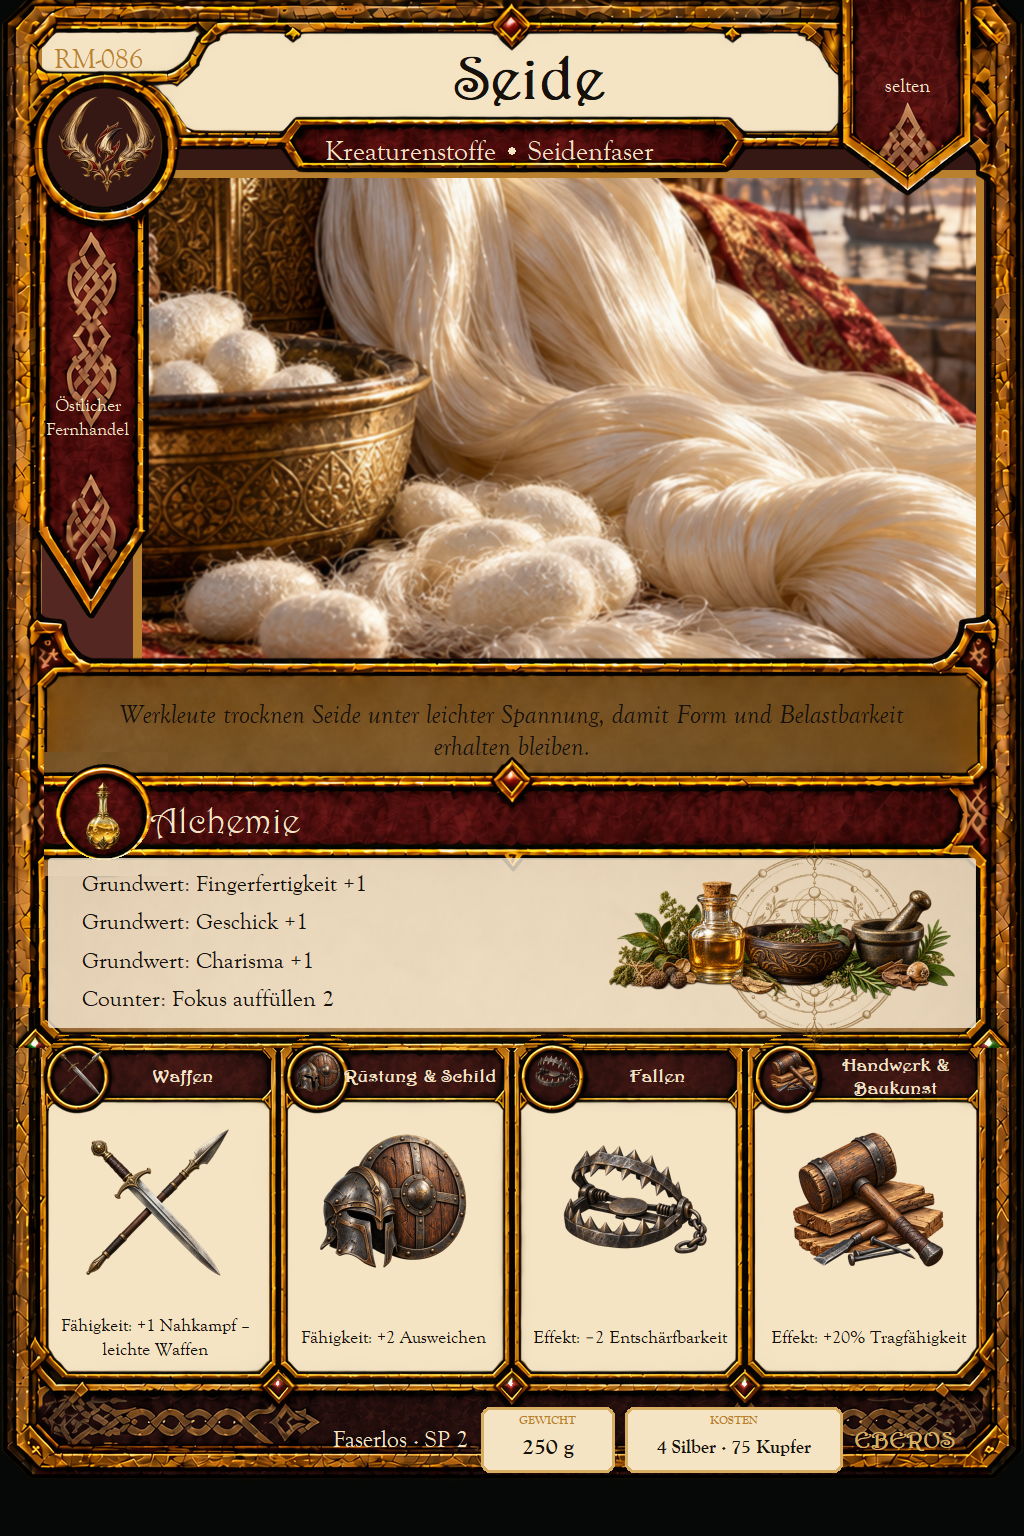 RM-086
Seide
selten
Kreaturenstoffe • Seidenfaser
Östlicher
Fernhandel
Werkleute trocknen Seide unter leichter Spannung, damit Form und Belastbarkeit
erhalten bleiben.
Alchemie
Grundwert: Fingerfertigkeit +1
Grundwert: Geschick +1
Grundwert: Charisma +1
Counter: Fokus auffüllen 2
Waffen
Rüstung & Schild
Fallen
Handwerk &
Baukunst
Fähigkeit: +1 Nahkampf –
leichte Waffen
Fähigkeit: +2 Ausweichen
Effekt: −2 Entschärfbarkeit
Effekt: +20% Tragfähigkeit
Faserlos · SP 2
GEWICHT
250 g
KOSTEN
4 Silber · 75 Kupfer
EBEROS